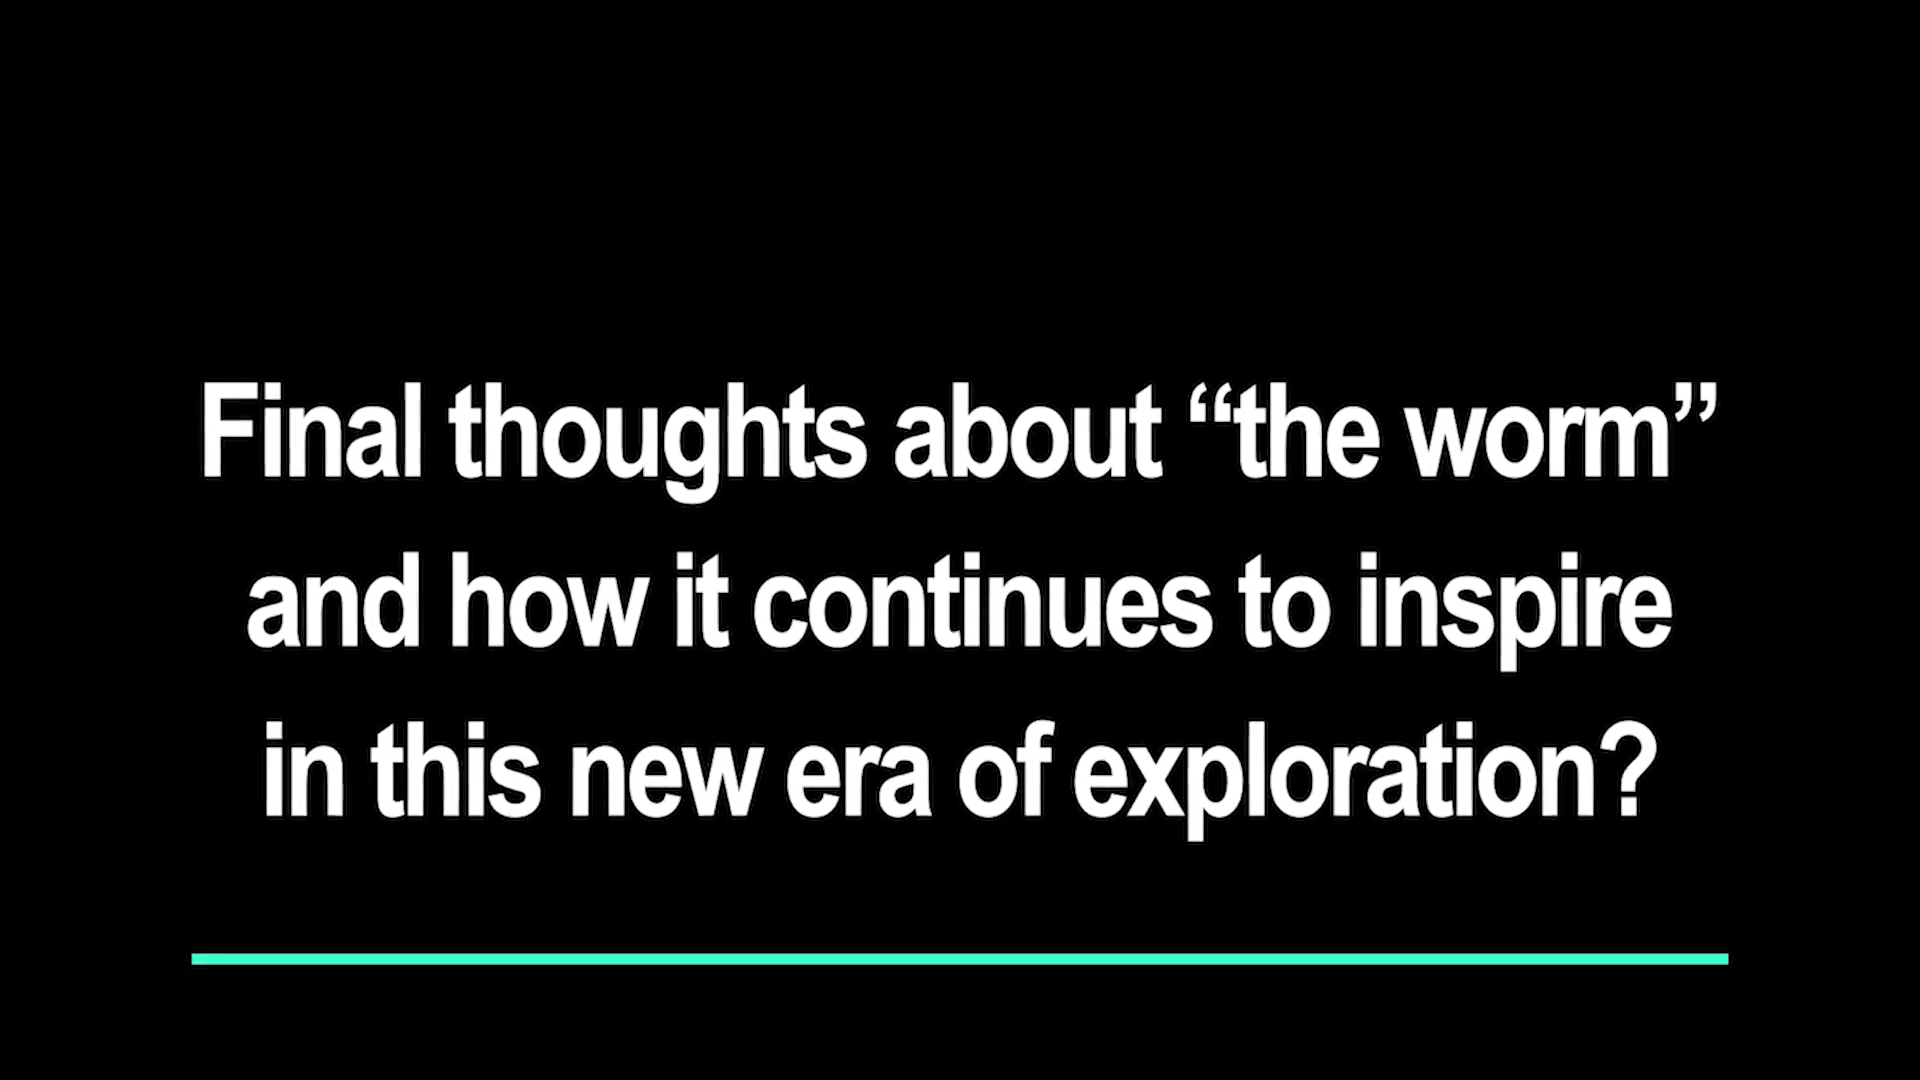 Final thoughts about “the worm”
and how it continues to inspire
in this new era of exploration?